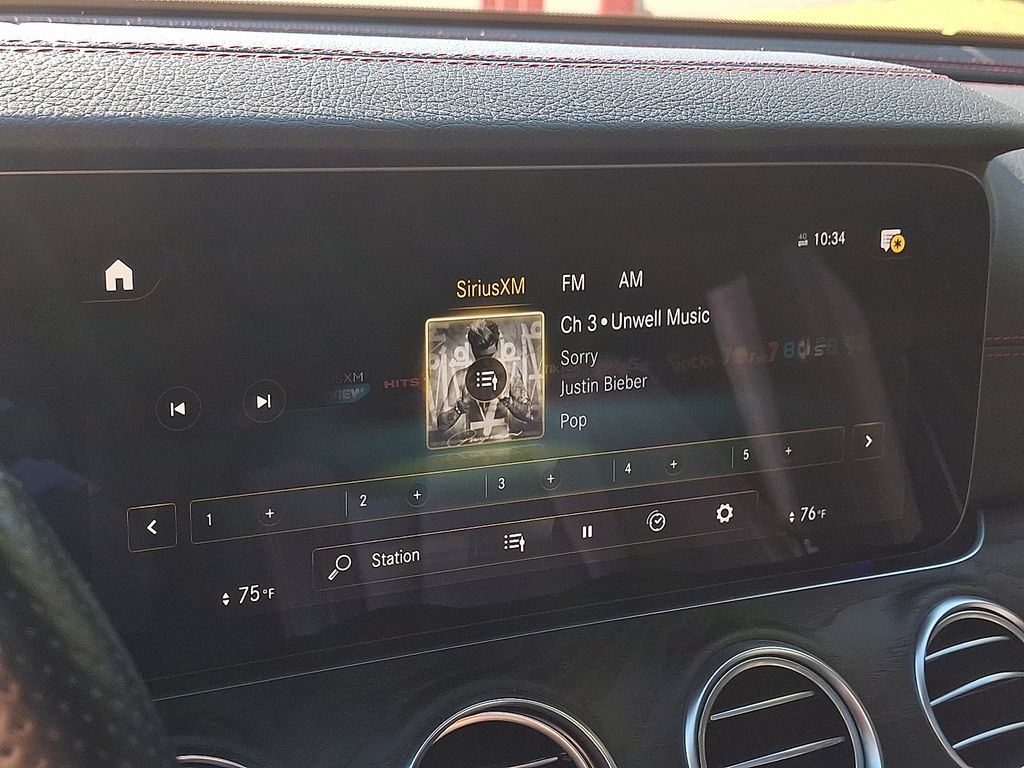 4G 10:34
SiriusXM FM AM
Ch 3 • Unwell Music
Sorry
Justin Bieber
Pop
HITS
1 + 2 + 3 + 4 + 5 +
Station
75°F
76°F